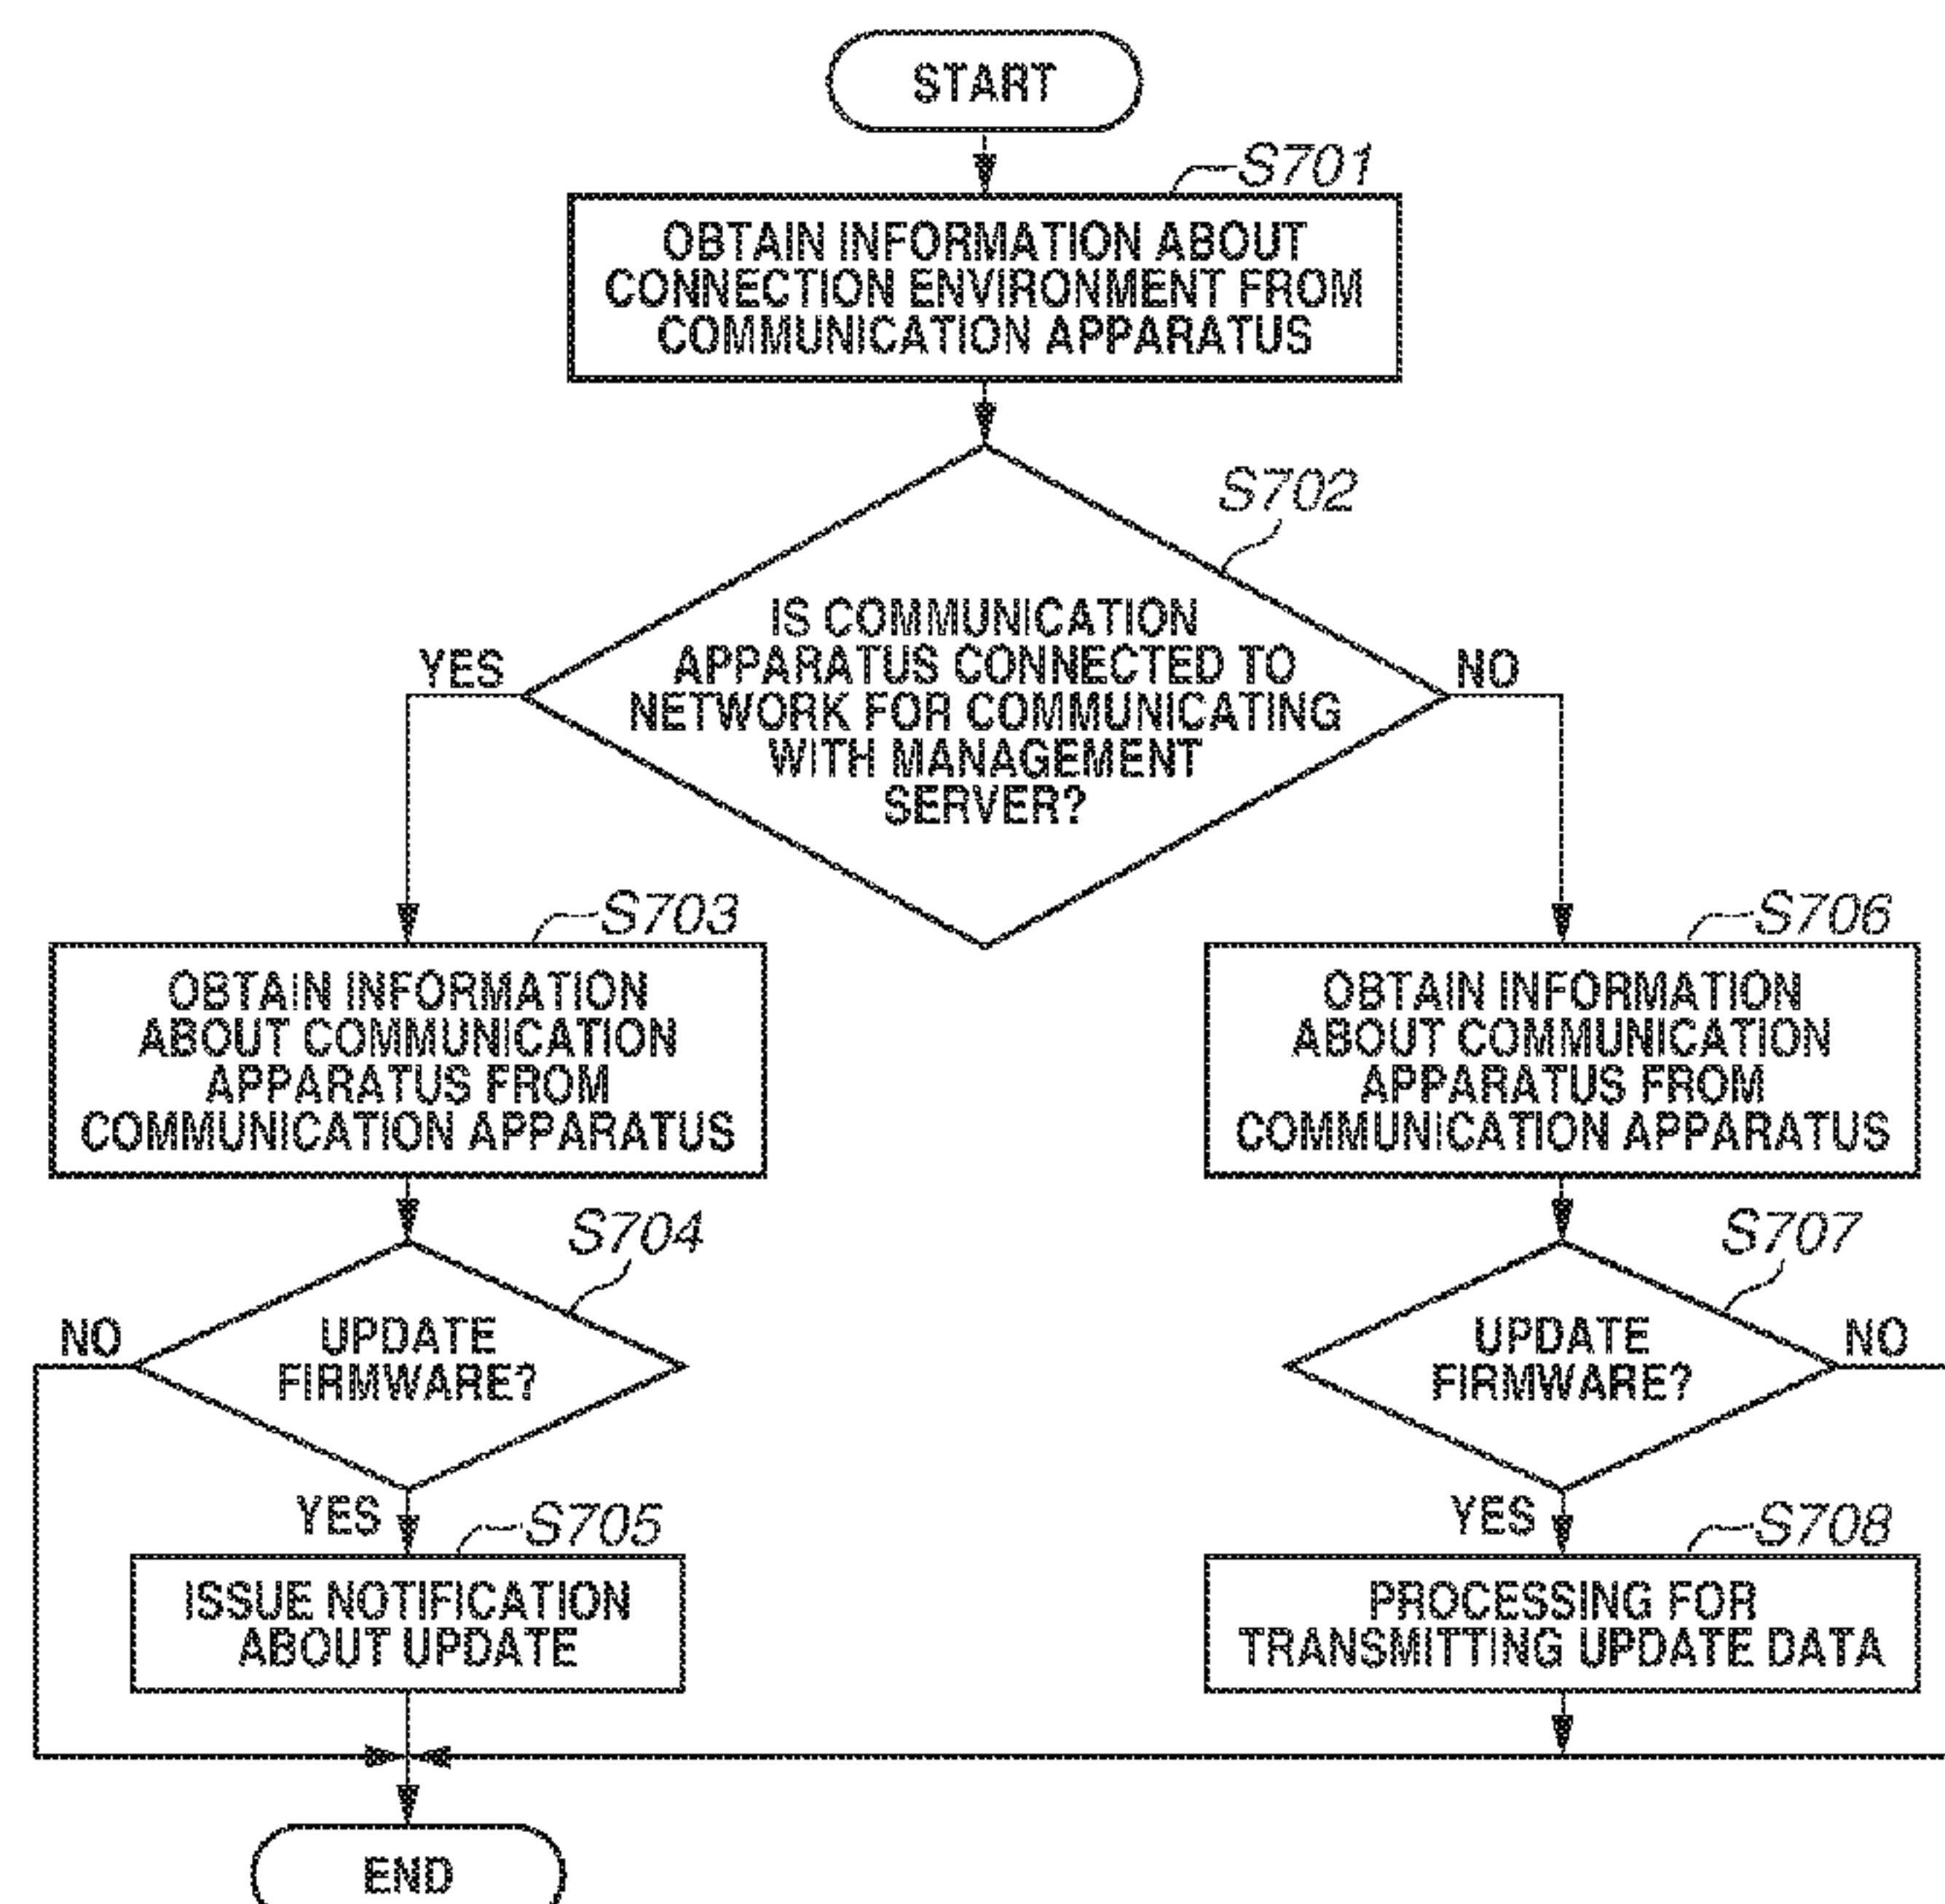 START
S701
OBTAIN INFORMATION ABOUT
CONNECTION ENVIRONMENT FROM
COMMUNICATION APPARATUS
S702
IS COMMUNICATION
APPARATUS CONNECTED TO
NETWORK FOR COMMUNICATING
WITH MANAGEMENT
SERVER?
YES
NO
S703
OBTAIN INFORMATION
ABOUT COMMUNICATION
APPARATUS FROM
COMMUNICATION APPARATUS
S706
OBTAIN INFORMATION
ABOUT COMMUNICATION
APPARATUS FROM
COMMUNICATION APPARATUS
S704
UPDATE
FIRMWARE?
NO
YES
S707
UPDATE
FIRMWARE?
NO
YES
S705
ISSUE NOTIFICATION
ABOUT UPDATE
S708
PROCESSING FOR
TRANSMITTING UPDATE DATA
END